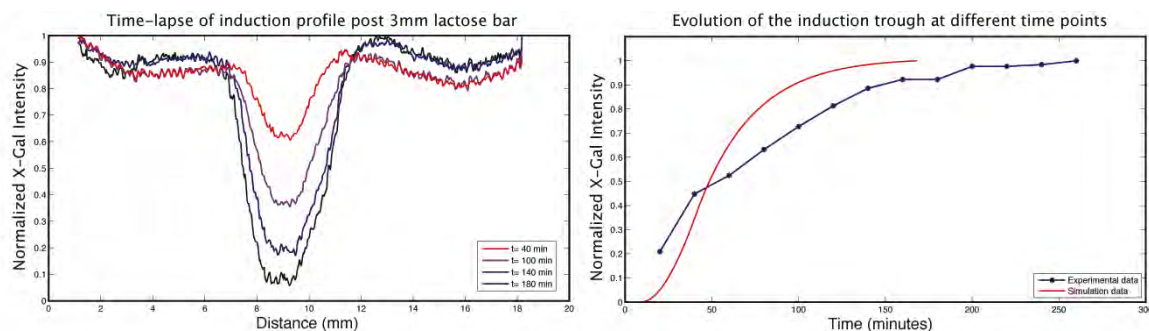 Time-lapse of induction profile post 3mm lactose bar
Normalized X-Gal Intensity
1
0.9
0.8
0.7
0.6
0.5
0.4
0.3
0.2
0.1
0
0 2 4 6 8 10 12 14 16 18 20
Distance (mm)
t= 40 min
t= 100 min
t= 140 min
t= 180 min
Evolution of the induction trough at different time points
Normalized X-Gal Intensity
1
0.9
0.8
0.7
0.6
0.5
0.4
0.3
0.2
0.1
0
0 50 100 150 200 250 30
Time (minutes)
Experimental data
Simulation data